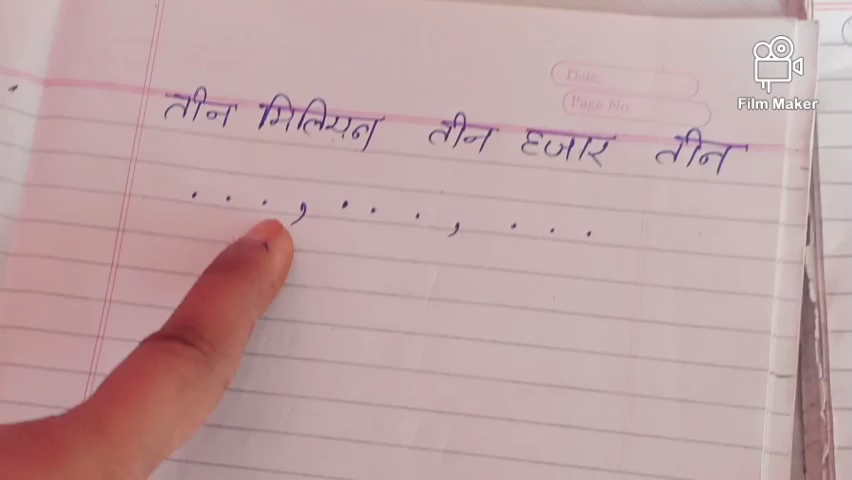 Film Maker
Date.
Page No.
तीन मिलियन तीन हजार तीन
. . . , . . . , . . .